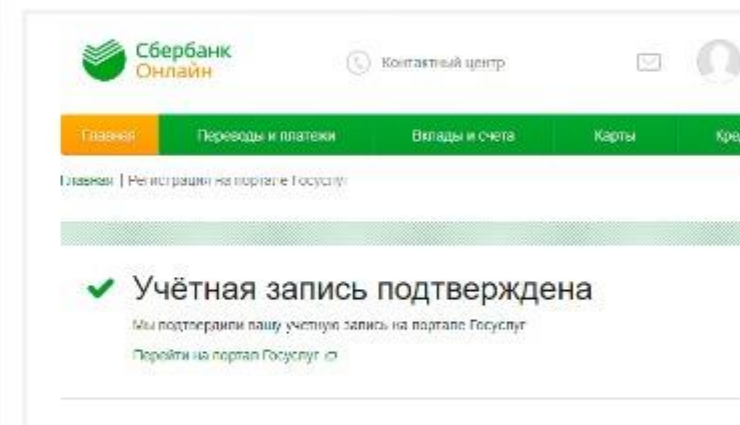 Сбербанк
Онлайн
Контактный центр
Главная Переводы и платежи Вклады и счета Карты
Главная | Регистрация на портале Госуслуг
Учётная запись подтверждена
Мы подтвердили вашу учетную запись на портале Госуслуг
Перейти на портал Госуслуг